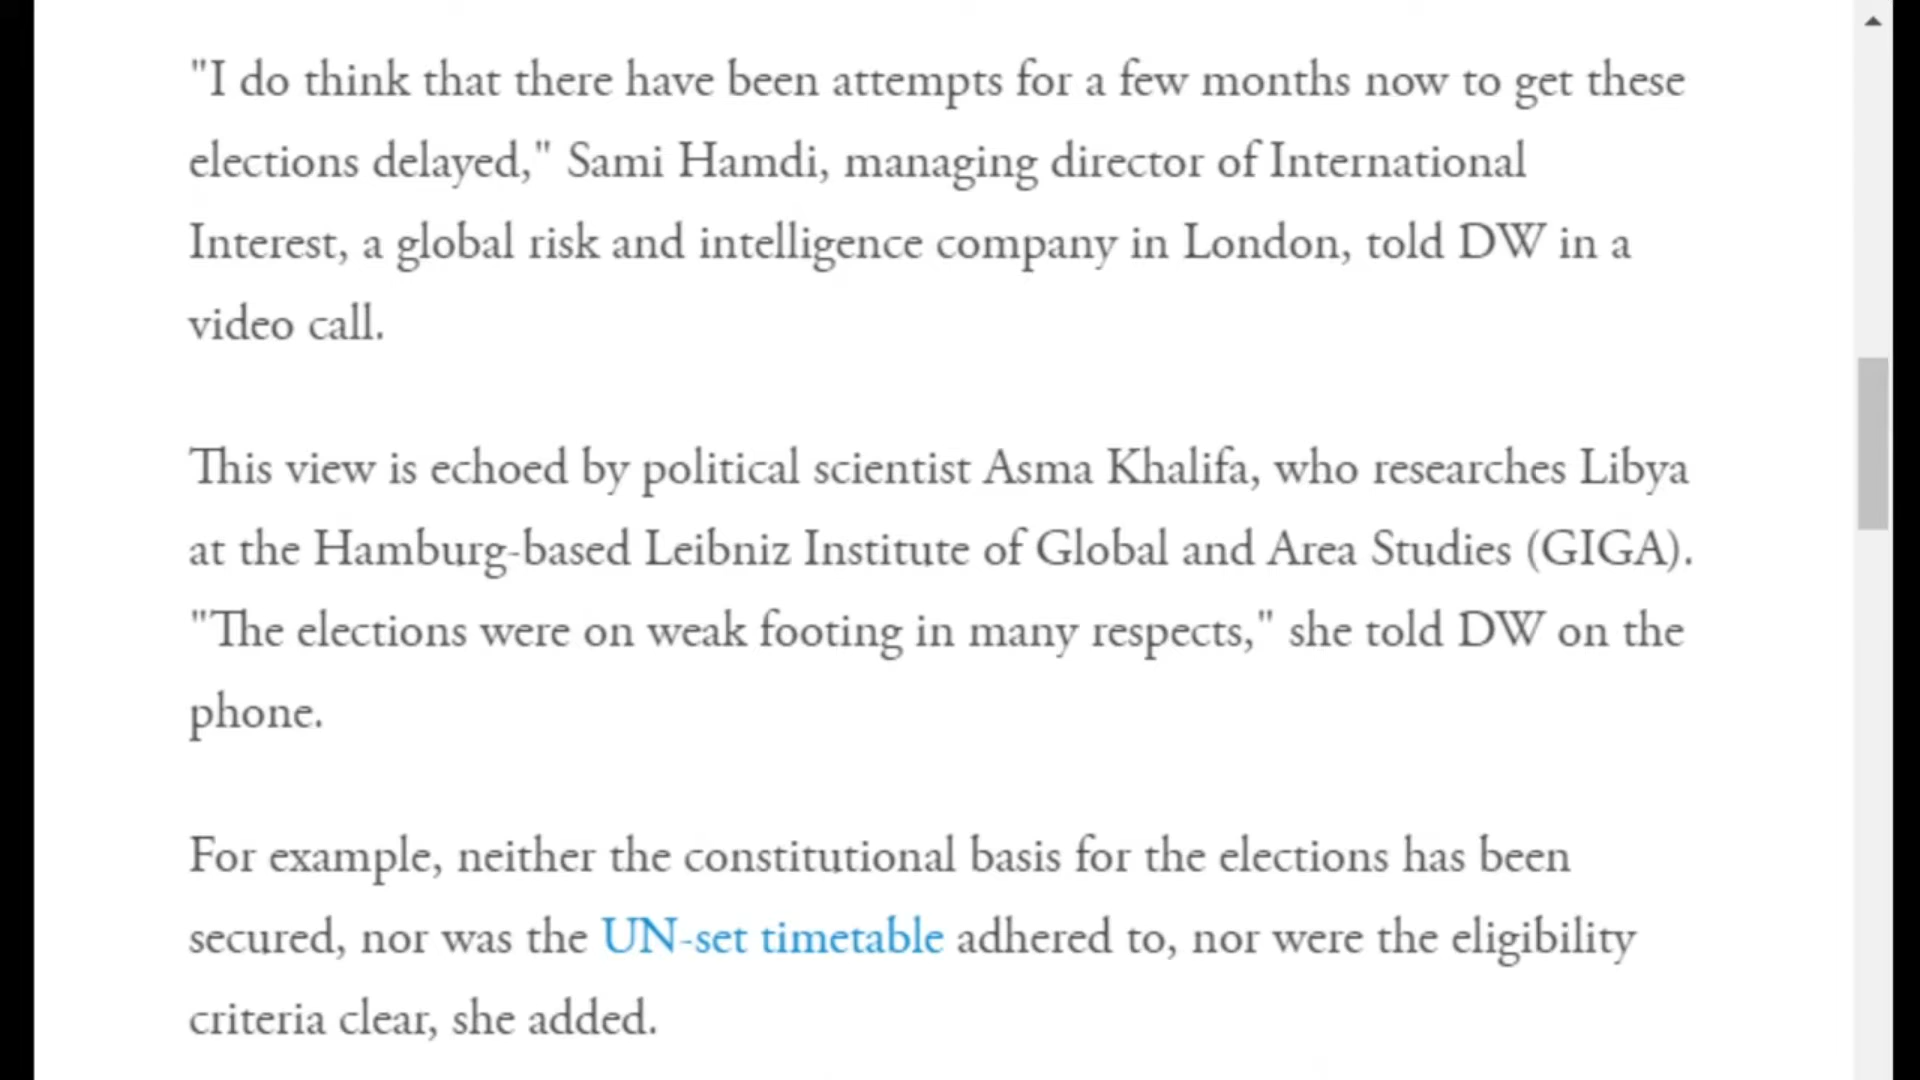 "I do think that there have been attempts for a few months now to get these
elections delayed," Sami Hamdi, managing director of International
Interest, a global risk and intelligence company in London, told DW in a
video call.
This view is echoed by political scientist Asma Khalifa, who researches Libya
at the Hamburg-based Leibniz Institute of Global and Area Studies (GIGA).
"The elections were on weak footing in many respects," she told DW on the
phone.
For example, neither the constitutional basis for the elections has been
secured, nor was the UN-set timetable adhered to, nor were the eligibility
criteria clear, she added.